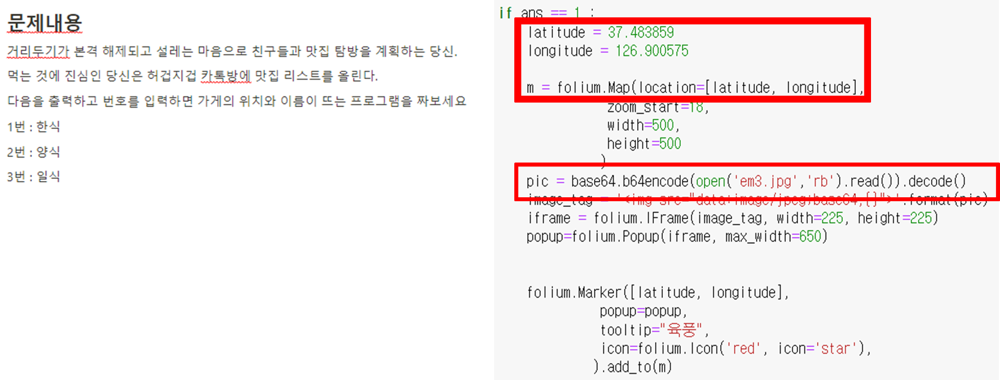 문제내용
거리두기가 본격 해제되고 설레는 마음으로 친구들과 맛집 탐방을 계획하는 당신.
먹는 것에 진심인 당신은 허겁지겁 카톡방에 맛집 리스트를 올린다.
다음을 출력하고 번호를 입력하면 가게의 위치와 이름이 뜨는 프로그램을 짜보세요
1번 : 한식
2번 : 양식
3번 : 일식
if ans == 1 :
latitude = 37.483859
longitude = 126.900575
m = folium.Map(location=[latitude, longitude],
zoom_start=18,
width=500,
height=500
)
pic = base64.b64encode(open('em3.jpg','rb').read()).decode()
image_tag = '<img src="data:image/jpeg;base64,{}">'.format(pic)
iframe = folium.IFrame(image_tag, width=225, height=225)
popup=folium.Popup(iframe, max_width=650)
folium.Marker([latitude, longitude],
popup=popup,
tooltip="육풍",
icon=folium.Icon('red', icon='star'),
).add_to(m)